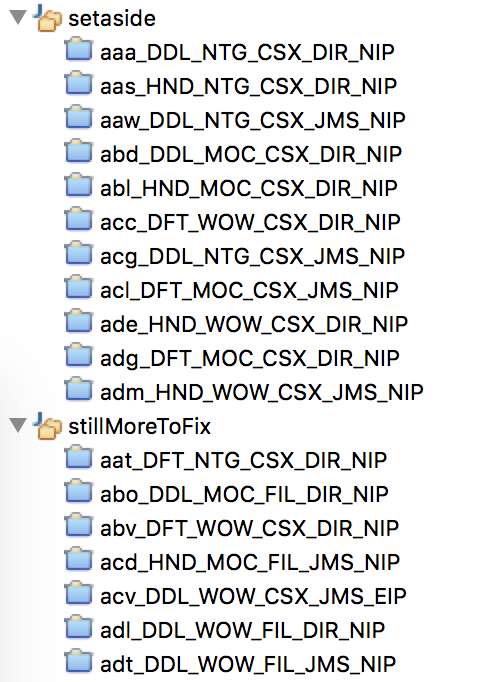 setaside
aaa_DDL_NTG_CSX_DIR_NIP
aas_HND_NTG_CSX_DIR_NIP
aaw_DDL_NTG_CSX_JMS_NIP
abd_DDL_MOC_CSX_DIR_NIP
abl_HND_MOC_CSX_DIR_NIP
acc_DFT_WOW_CSX_DIR_NIP
acg_DDL_NTG_CSX_JMS_NIP
acl_DFT_MOC_CSX_JMS_NIP
ade_HND_WOW_CSX_DIR_NIP
adg_DFT_MOC_CSX_DIR_NIP
adm_HND_WOW_CSX_JMS_NIP
stillMoreToFix
aat_DFT_NTG_CSX_DIR_NIP
abo_DDL_MOC_FIL_DIR_NIP
abv_DFT_WOW_CSX_DIR_NIP
acd_HND_MOC_FIL_JMS_NIP
acv_DDL_WOW_CSX_JMS_EIP
adl_DDL_WOW_FIL_DIR_NIP
adt_DDL_WOW_FIL_JMS_NIP